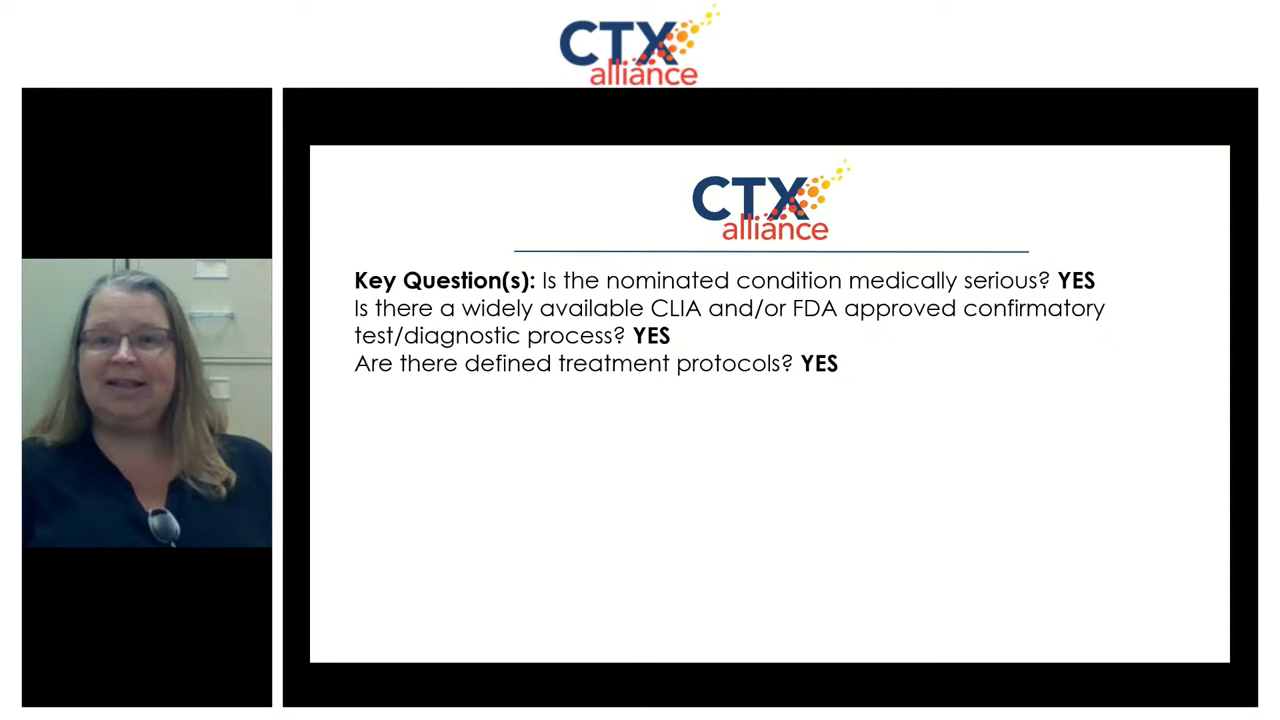 CTX
alliance
CTX
alliance
Key Question(s): Is the nominated condition medically serious? YES
Is there a widely available CLIA and/or FDA approved confirmatory
test/diagnostic process? YES
Are there defined treatment protocols? YES